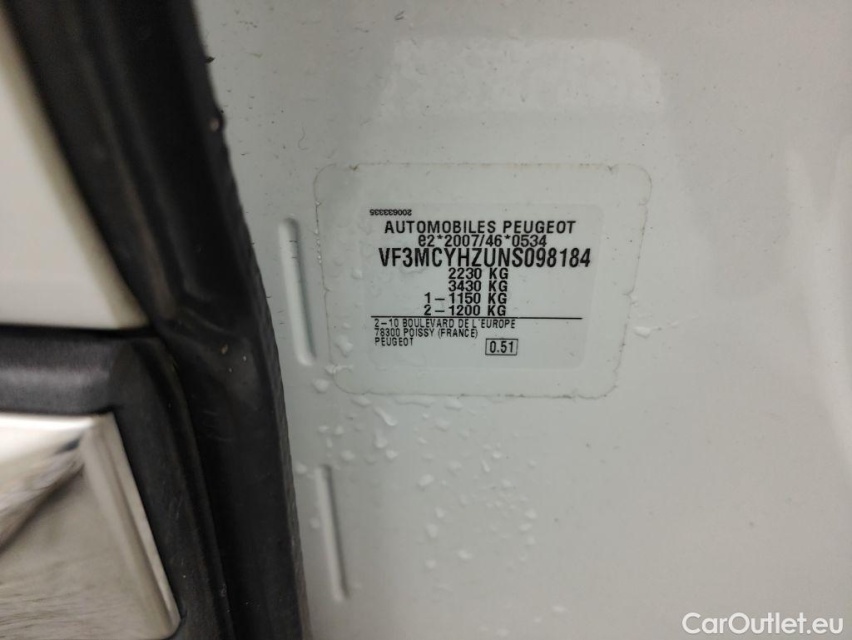 200633335
AUTOMOBILES PEUGEOT
e2*2007/46*0534
VF3MCYHZUNS098184
2230 KG
3430 KG
1-1150 KG
2-1200 KG
2-10 BOULEVARD DE L'EUROPE
78300 POISSY (FRANCE)
PEUGEOT
0.51
CarOutlet.eu